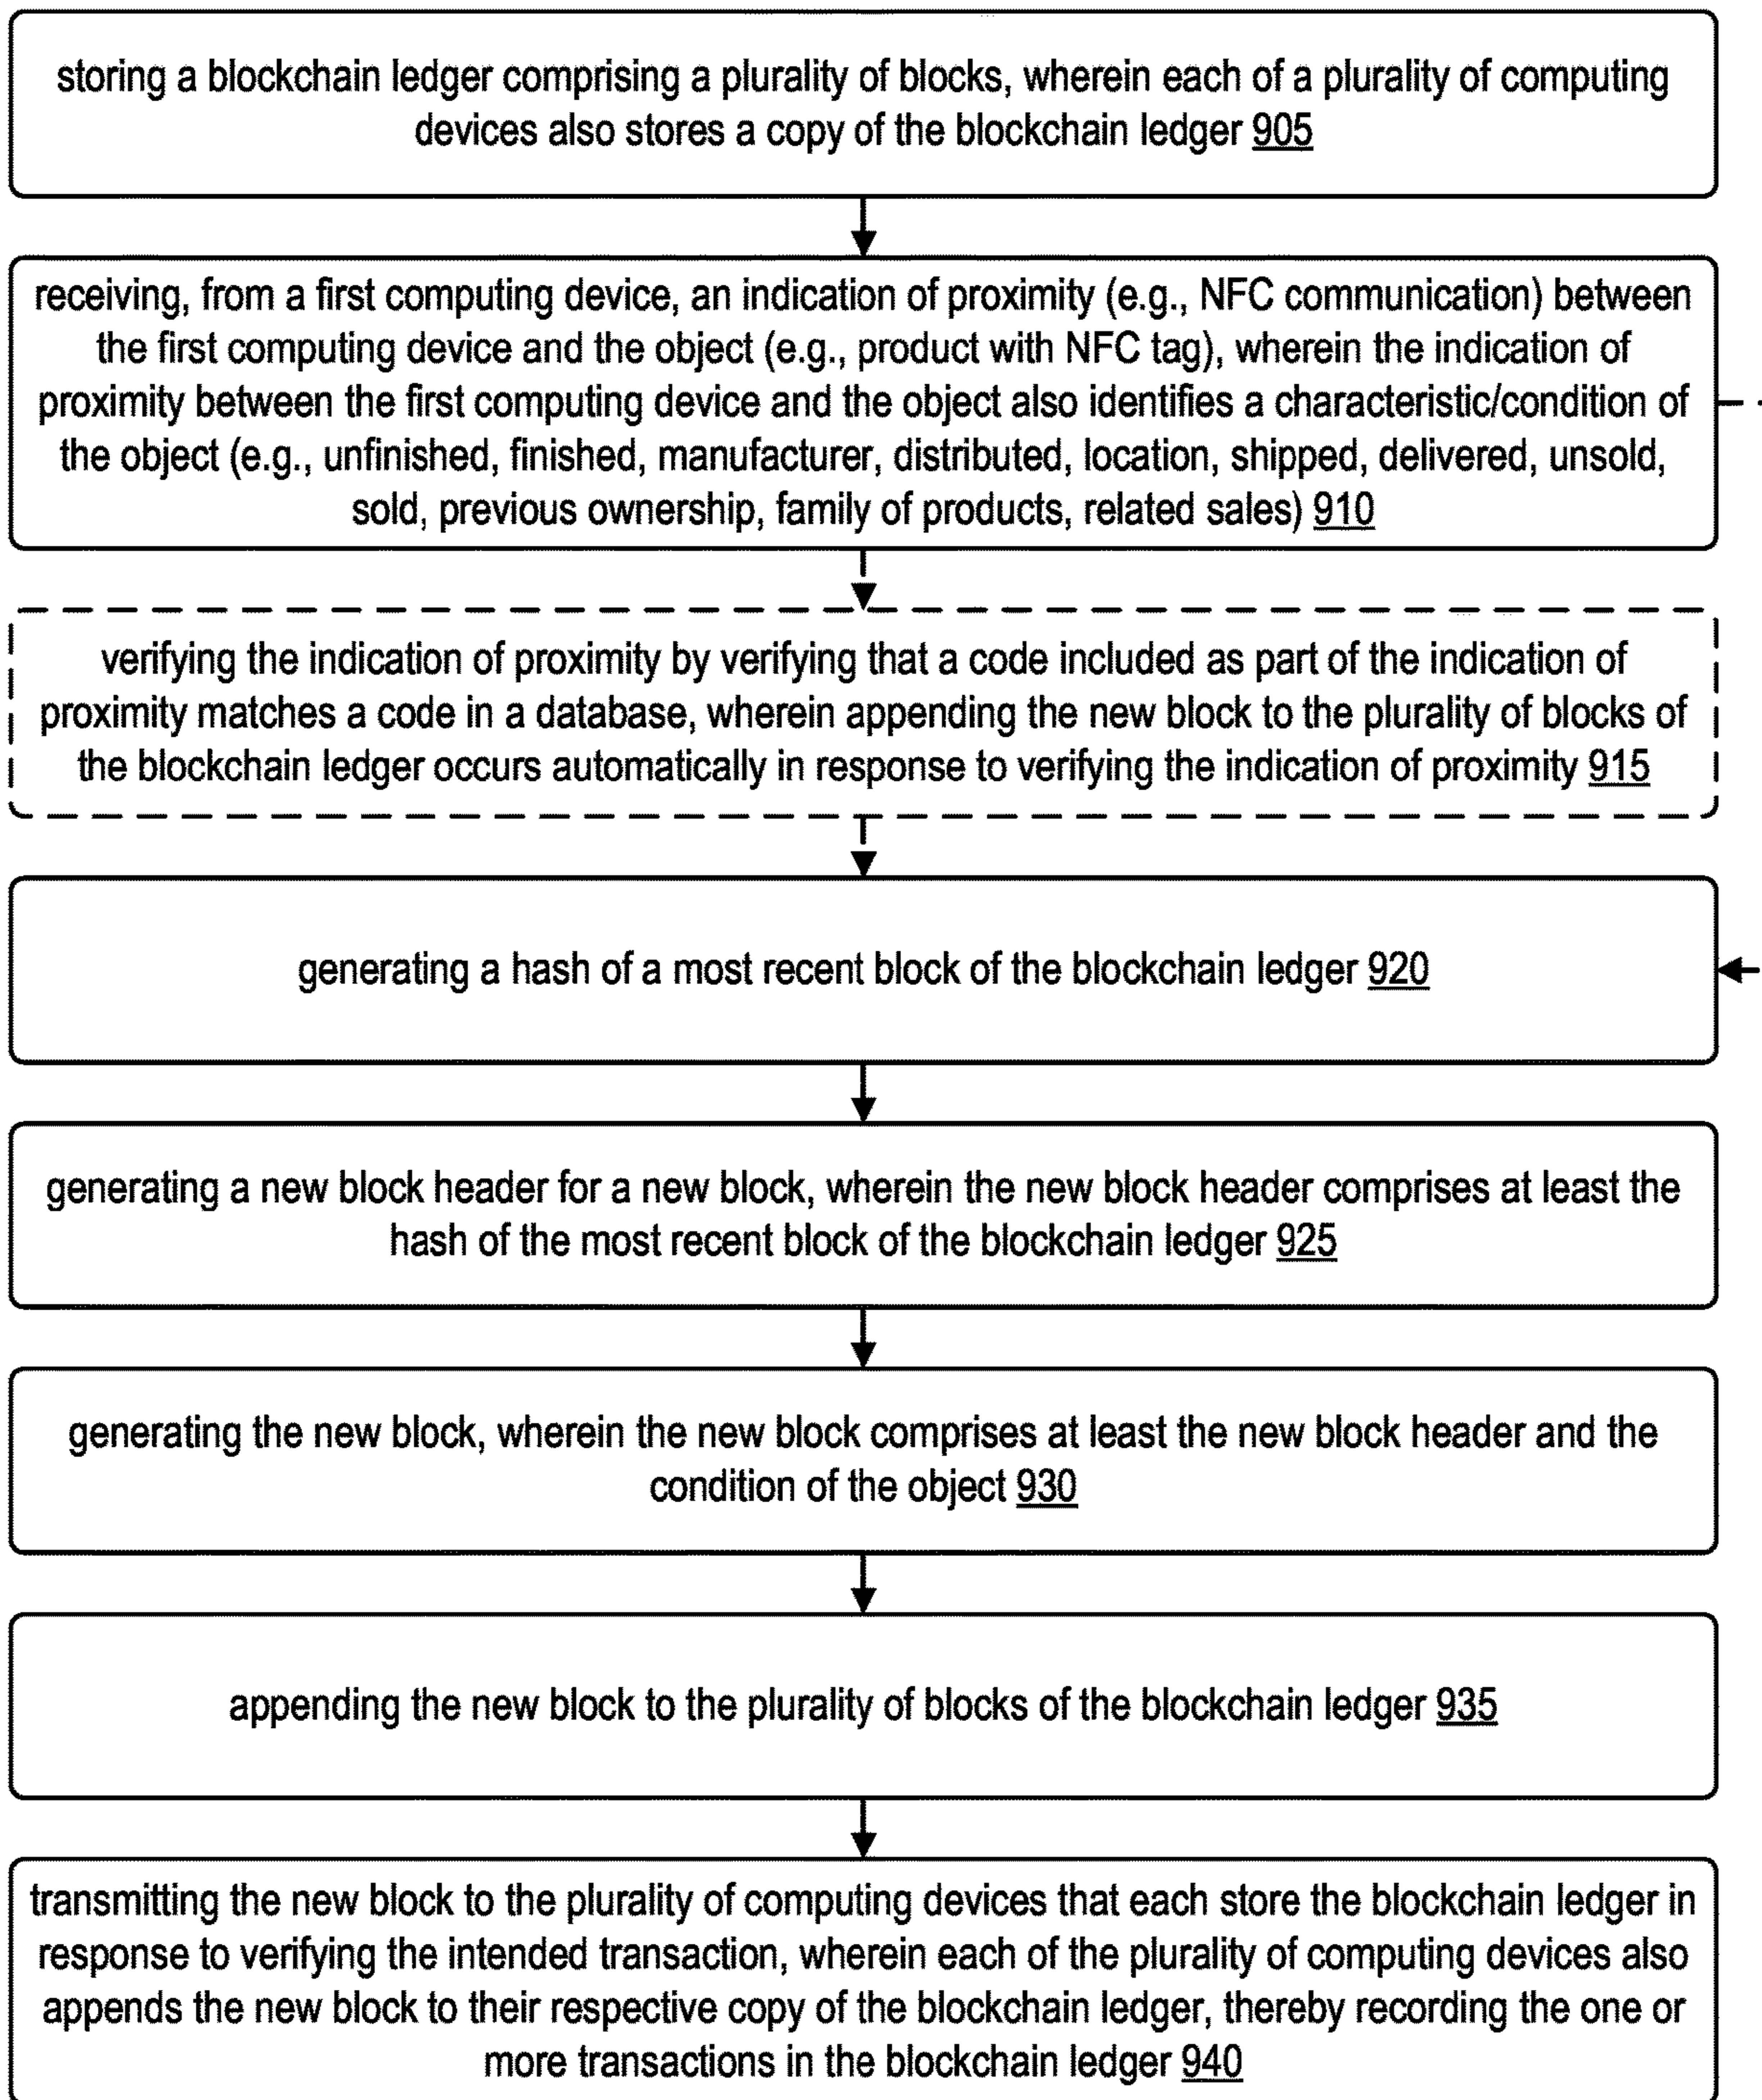 storing a blockchain ledger comprising a plurality of blocks, wherein each of a plurality of computing
devices also stores a copy of the blockchain ledger 905
receiving, from a first computing device, an indication of proximity (e.g., NFC communication) between
the first computing device and the object (e.g., product with NFC tag), wherein the indication of
proximity between the first computing device and the object also identifies a characteristic/condition of
the object (e.g., unfinished, finished, manufacturer, distributed, location, shipped, delivered, unsold,
sold, previous ownership, family of products, related sales) 910
verifying the indication of proximity by verifying that a code included as part of the indication of
proximity matches a code in a database, wherein appending the new block to the plurality of blocks of
the blockchain ledger occurs automatically in response to verifying the indication of proximity 915
generating a hash of a most recent block of the blockchain ledger 920
generating a new block header for a new block, wherein the new block header comprises at least the
hash of the most recent block of the blockchain ledger 925
generating the new block, wherein the new block comprises at least the new block header and the
condition of the object 930
appending the new block to the plurality of blocks of the blockchain ledger 935
transmitting the new block to the plurality of computing devices that each store the blockchain ledger in
response to verifying the intended transaction, wherein each of the plurality of computing devices also
appends the new block to their respective copy of the blockchain ledger, thereby recording the one or
more transactions in the blockchain ledger 940